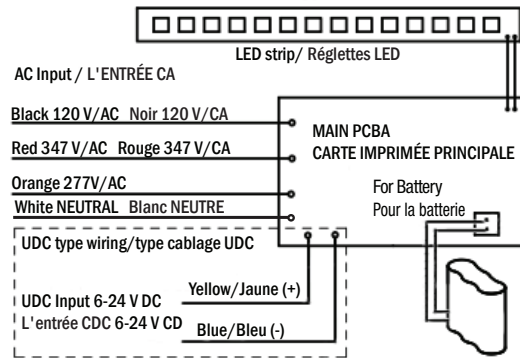 LED strip/ Réglettes LED
AC Input / L'ENTRÉE CA
Black 120 V/AC Noir 120 V/CA
Red 347 V/AC Rouge 347 V/CA
Orange 277V/AC
White NEUTRAL Blanc NEUTRE
MAIN PCBA
CARTE IMPRIMÉE PRINCIPALE
For Battery
Pour la batterie
UDC type wiring/type cablage UDC
UDC Input 6-24 V DC
L'entrée CDC 6-24 V CD
Yellow/Jaune (+)
Blue/Bleu (-)